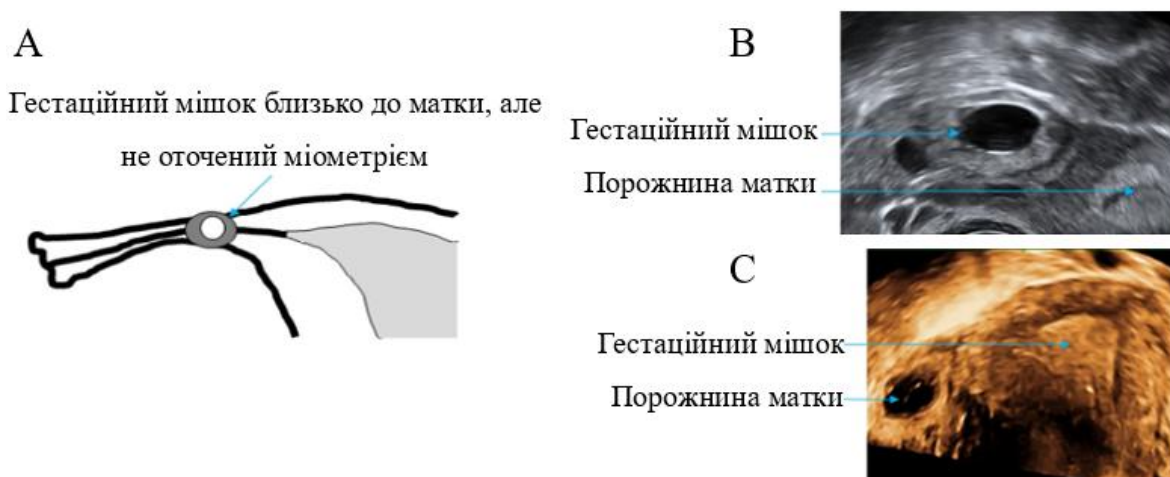 A
Гестаційний мішок близько до матки, але
не оточений міометрієм
B
Гестаційний мішок
Порожнина матки
C
Гестаційний мішок
Порожнина матки